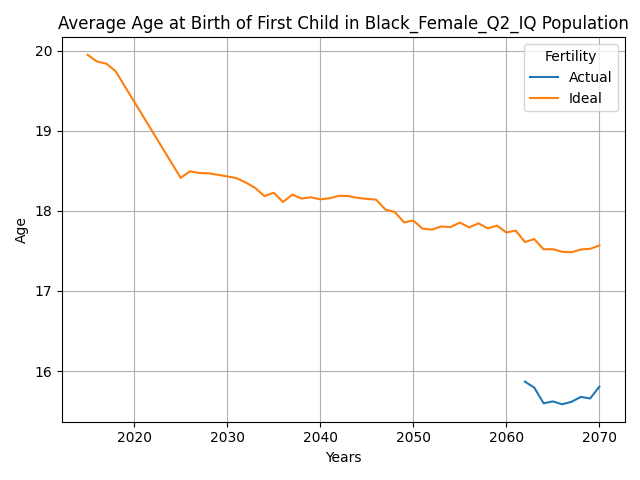 Average Age at Birth of First Child in Black_Female_Q2_IQ Population
Fertility
Actual
Ideal
20
19
18
17
16
Age
2020 2030 2040 2050 2060 2070
Years